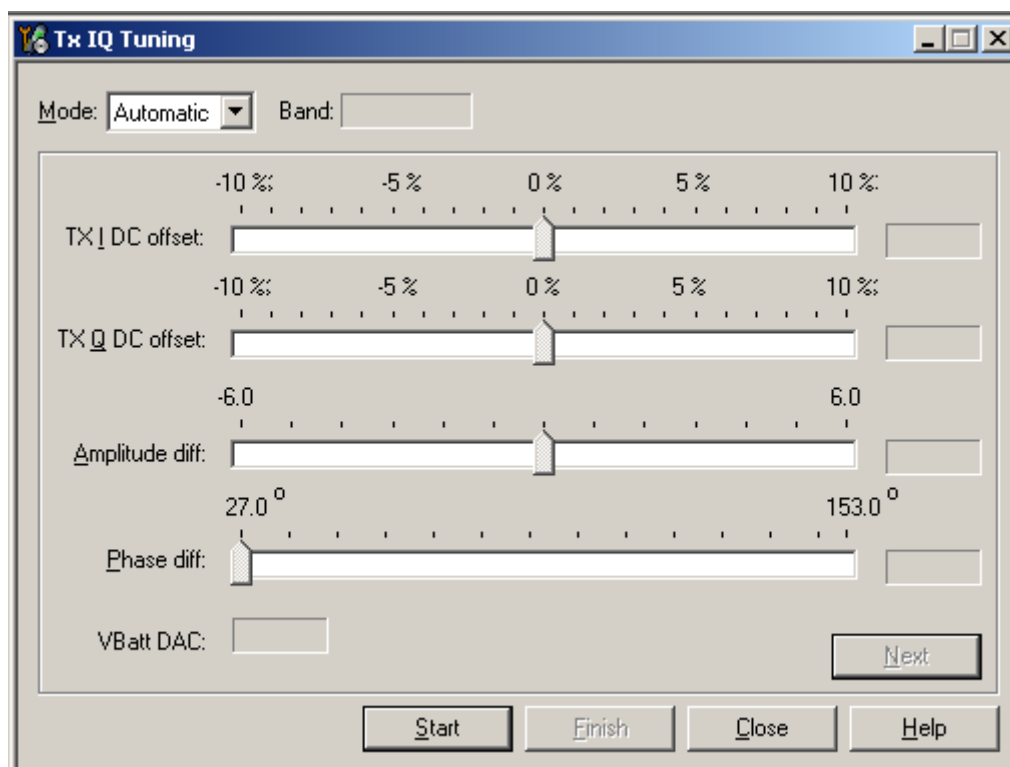 Tx IQ Tuning
Mode: Automatic Band:
-10 %; -5 % 0 % 5 % 10 %:
TX I DC offset:
-10 %; -5 % 0 % 5 % 10 %;
TX Q DC offset:
-6.0 6.0
Amplitude diff:
27.0 o 153.0 o
Phase diff:
VBatt DAC:
Next
Start Finish Close Help